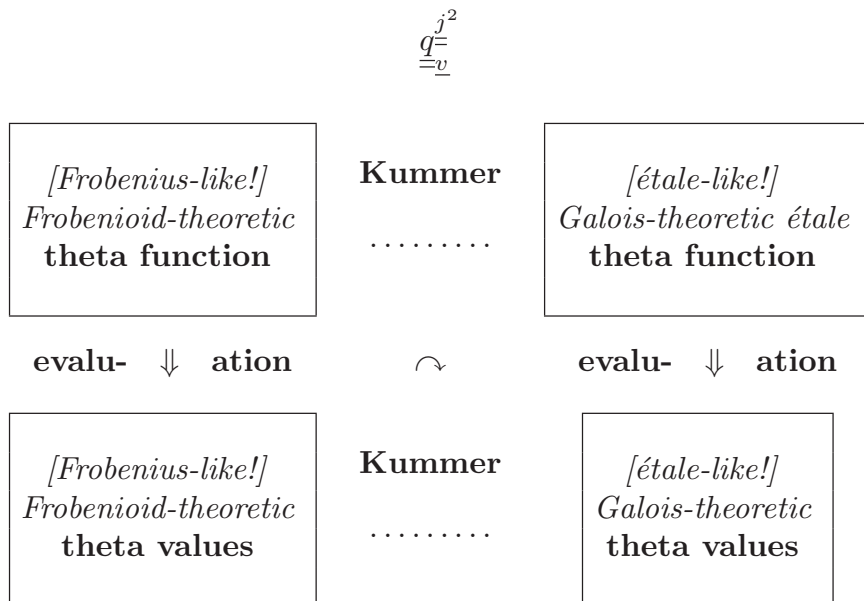 q_v^{j^2}
[Frobenius-like!] Kummer [étale-like!]
Frobenioid-theoretic ......... Galois-theoretic étale
theta function theta function
evalu- ⇓ ation ↷ evalu- ⇓ ation
[Frobenius-like!] Kummer [étale-like!]
Frobenioid-theoretic ......... Galois-theoretic
theta values theta values